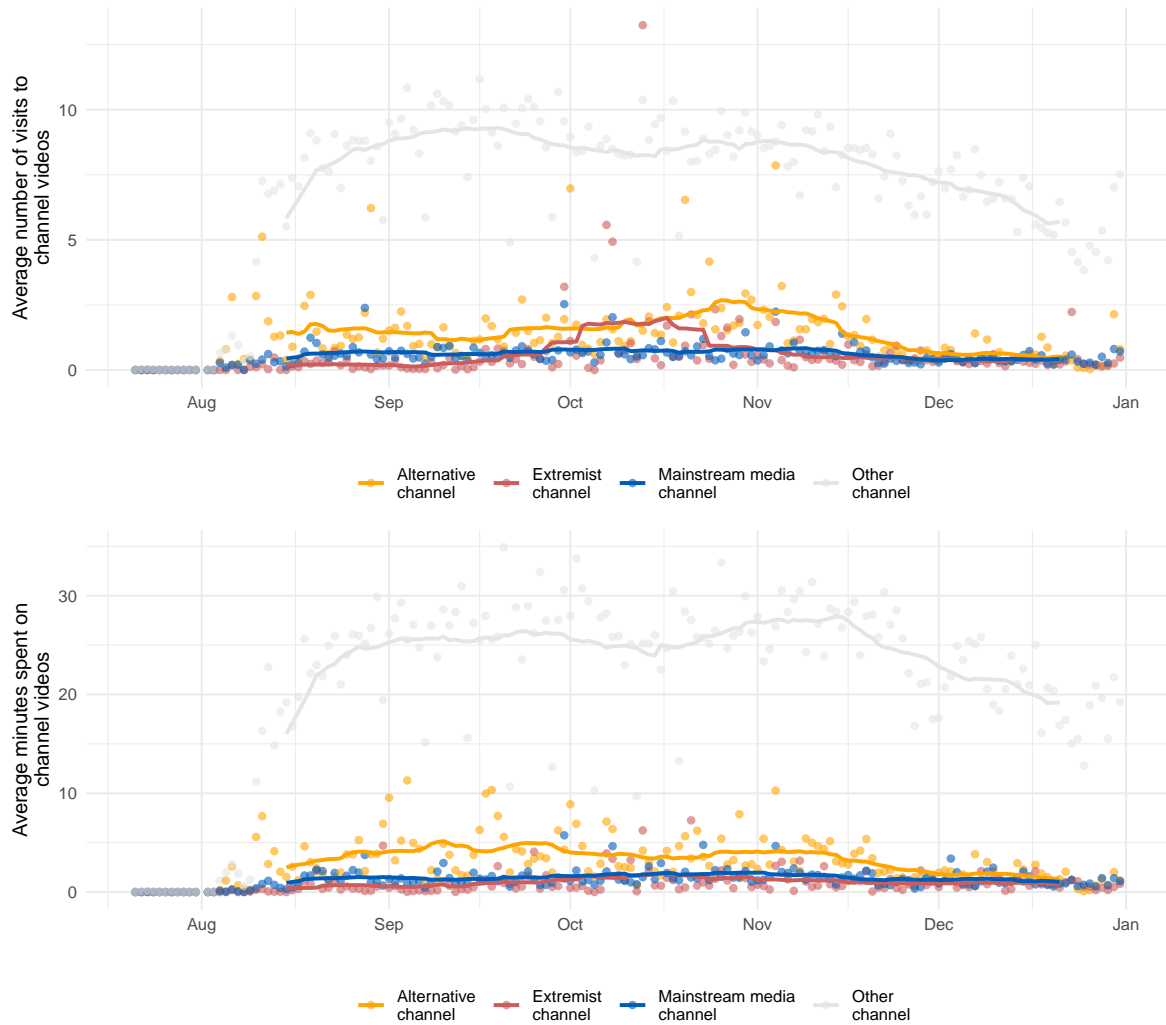 Average number of visits to
channel videos
10
5
0
Aug Sep Oct Nov Dec Jan
Alternative channel
Extremist channel
Mainstream media channel
Other channel
Average minutes spent on
channel videos
30
20
10
0
Aug Sep Oct Nov Dec Jan
Alternative channel
Extremist channel
Mainstream media channel
Other channel